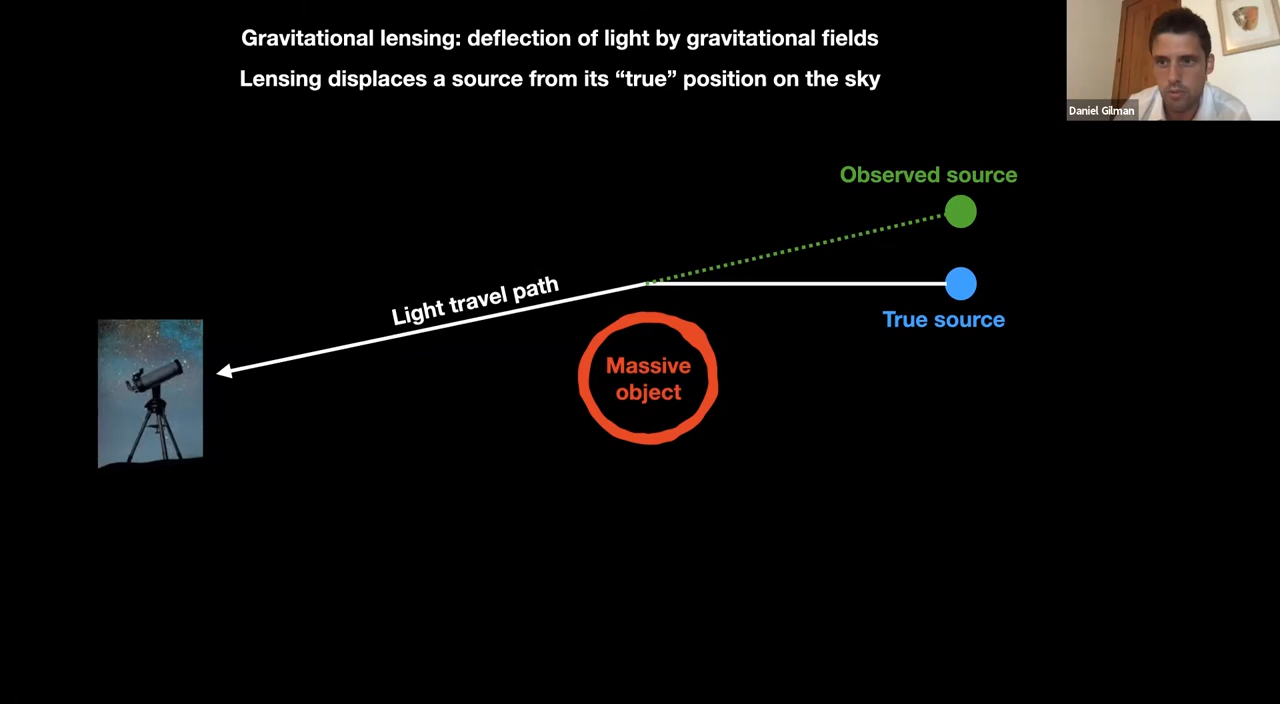 Gravitational lensing: deflection of light by gravitational fields
Lensing displaces a source from its “true” position on the sky
Daniel Gilman
Observed source
Light travel path
True source
Massive
object